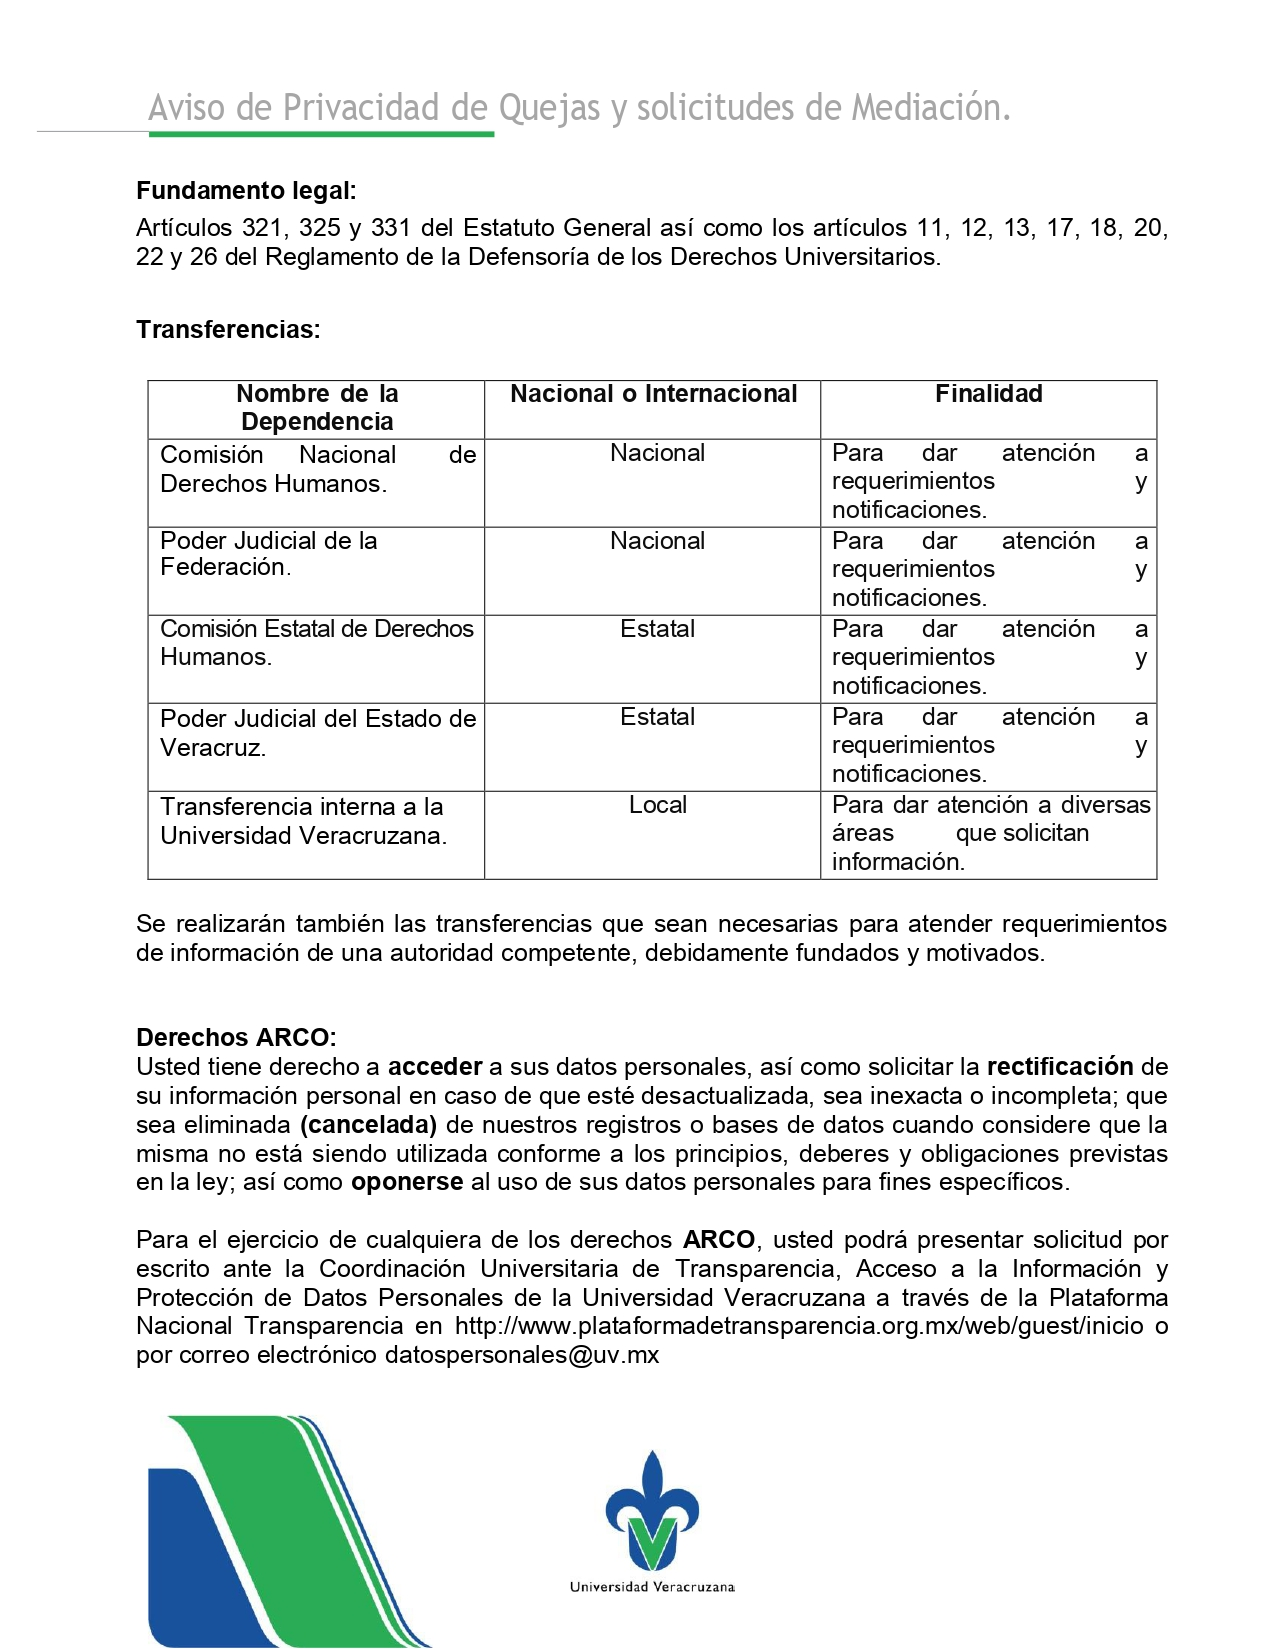 Aviso de Privacidad de Quejas y solicitudes de Mediación.
Fundamento legal:
Artículos 321, 325 y 331 del Estatuto General así como los artículos 11, 12, 13, 17, 18, 20,
22 y 26 del Reglamento de la Defensoría de los Derechos Universitarios.
Transferencias:
Nombre de la
Dependencia
Nacional o Internacional
Finalidad
Comisión Nacional de
Derechos Humanos.
Nacional
Para dar atención a
requerimientos y
notificaciones.
Poder Judicial de la
Federación.
Nacional
Para dar atención a
requerimientos y
notificaciones.
Comisión Estatal de Derechos
Humanos.
Estatal
Para dar atención a
requerimientos y
notificaciones.
Poder Judicial del Estado de
Veracruz.
Estatal
Para dar atención a
requerimientos y
notificaciones.
Transferencia interna a la
Universidad Veracruzana.
Local
Para dar atención a diversas
áreas que solicitan
información.
Se realizarán también las transferencias que sean necesarias para atender requerimientos
de información de una autoridad competente, debidamente fundados y motivados.
Derechos ARCO:
Usted tiene derecho a acceder a sus datos personales, así como solicitar la rectificación de
su información personal en caso de que esté desactualizada, sea inexacta o incompleta; que
sea eliminada (cancelada) de nuestros registros o bases de datos cuando considere que la
misma no está siendo utilizada conforme a los principios, deberes y obligaciones previstas
en la ley; así como oponerse al uso de sus datos personales para fines específicos.
Para el ejercicio de cualquiera de los derechos ARCO, usted podrá presentar solicitud por
escrito ante la Coordinación Universitaria de Transparencia, Acceso a la Información y
Protección de Datos Personales de la Universidad Veracruzana a través de la Plataforma
Nacional Transparencia en http://www.plataformadetransparencia.org.mx/web/guest/inicio o
por correo electrónico datospersonales@uv.mx
Universidad Veracruzana